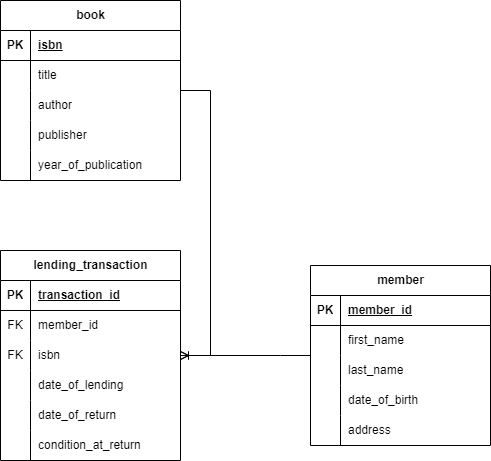 book
PK isbn
title
author
publisher
year_of_publication
lending_transaction
PK transaction_id
FK member_id
FK isbn
date_of_lending
date_of_return
condition_at_return
member
PK member_id
first_name
last_name
date_of_birth
address